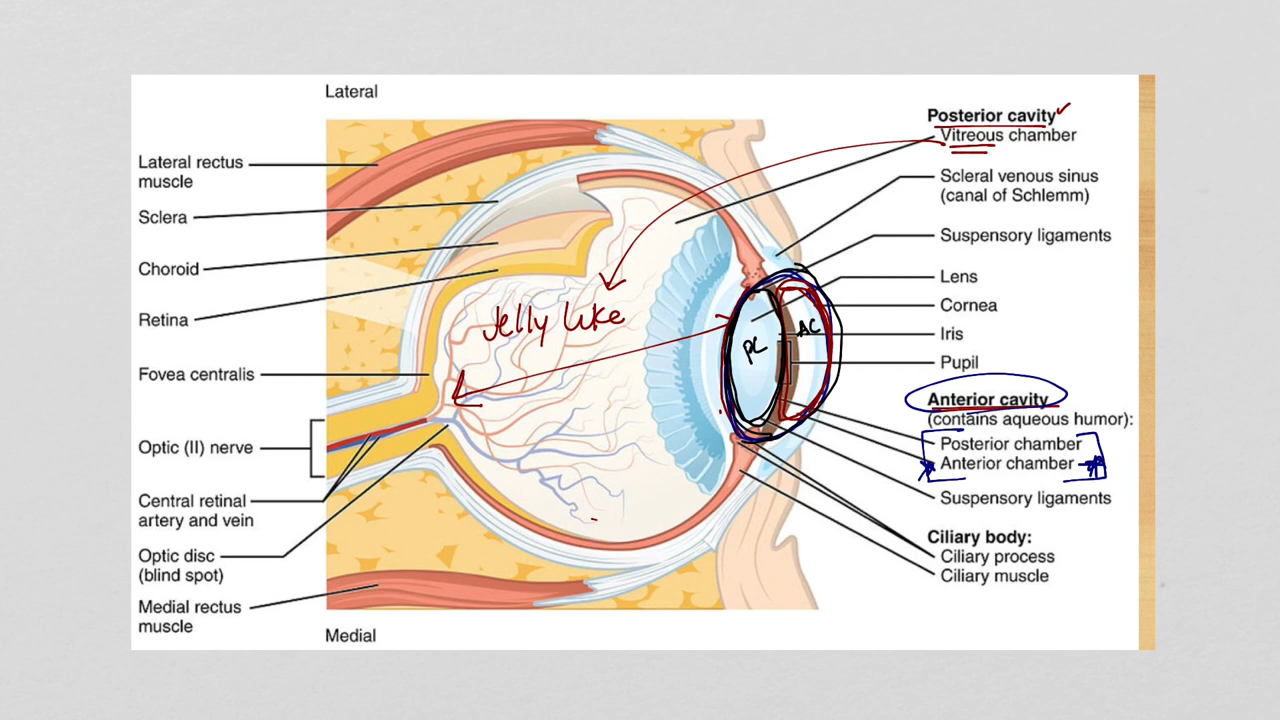 Lateral
Lateral rectus
muscle
Sclera
Choroid
Retina
Fovea centralis
Optic (II) nerve
Central retinal
artery and vein
Optic disc
(blind spot)
Medial rectus
muscle
Medial
Jelly like
PC
AC
Posterior cavity
Vitreous chamber
Scleral venous sinus
(canal of Schlemm)
Suspensory ligaments
Lens
Cornea
Iris
Pupil
Anterior cavity
(contains aqueous humor):
Posterior chamber
Anterior chamber
Suspensory ligaments
Ciliary body:
Ciliary process
Ciliary muscle